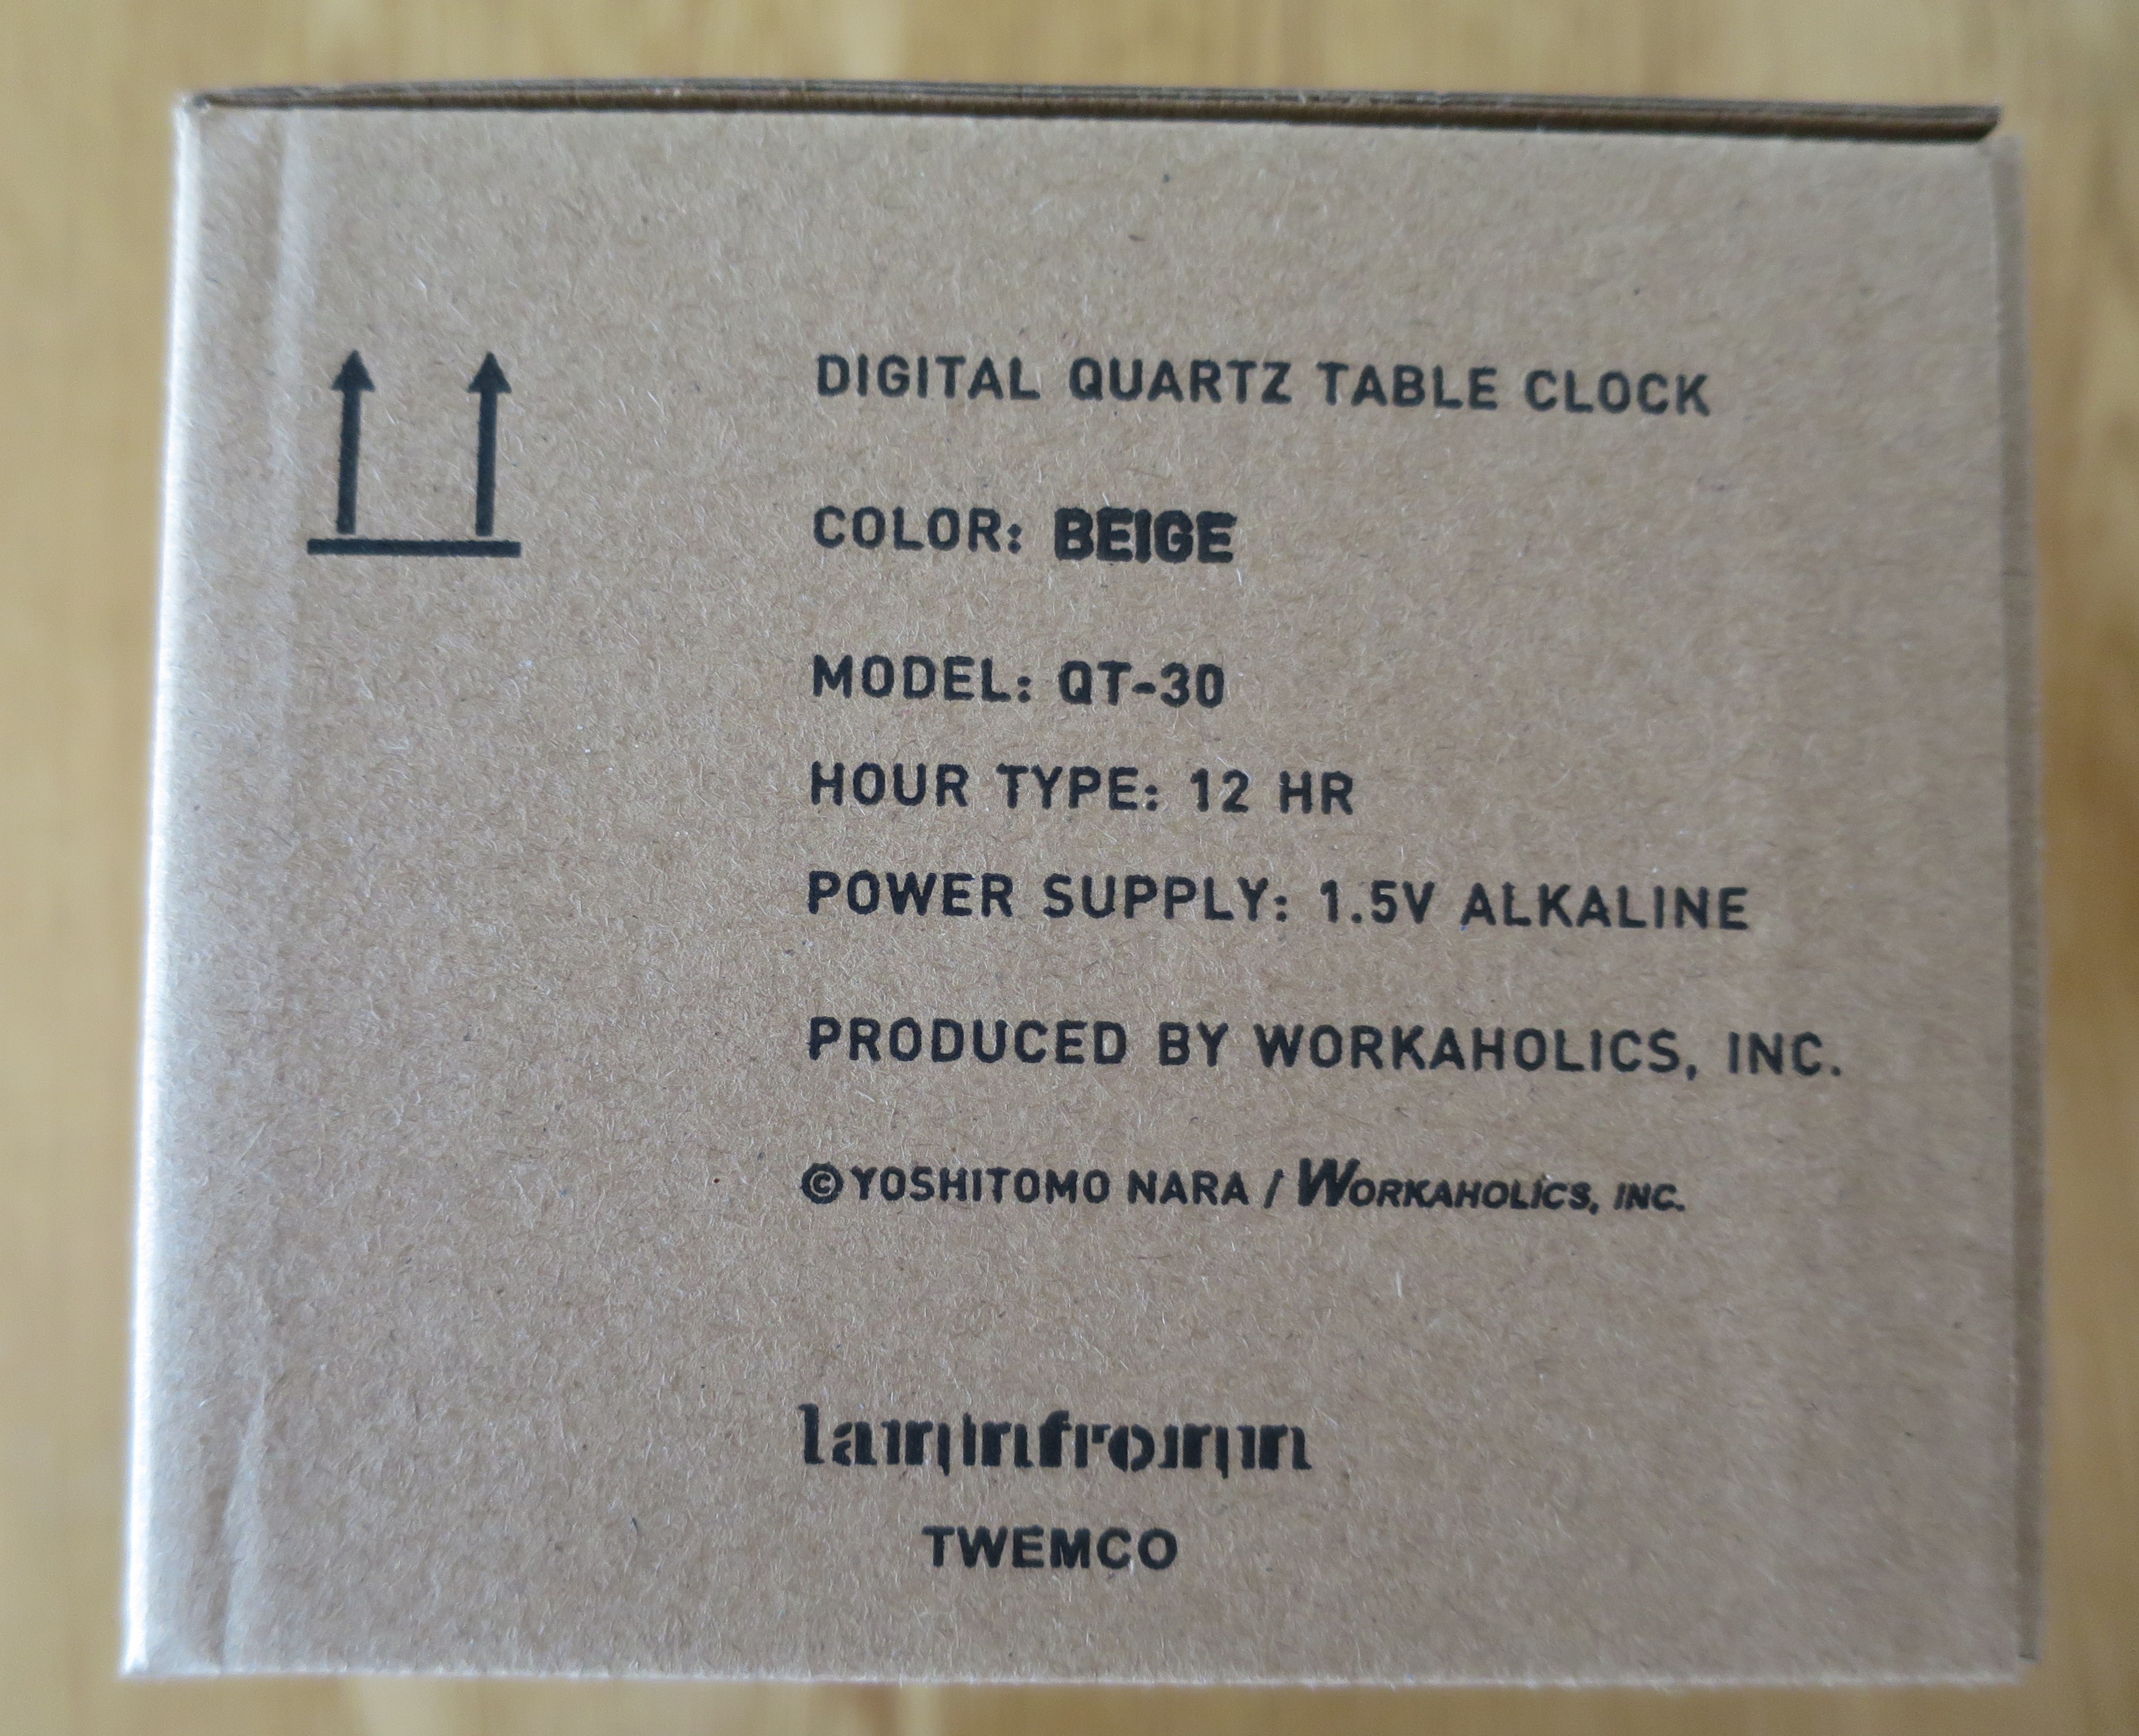 DIGITAL QUARTZ TABLE CLOCK
COLOR: BEIGE
MODEL: QT-30
HOUR TYPE: 12 HR
POWER SUPPLY: 1.5V ALKALINE
PRODUCED BY WORKAHOLICS, INC.
©YOSHITOMO NARA / WORKAHOLICS, INC.
lammfromm
TWEMCO